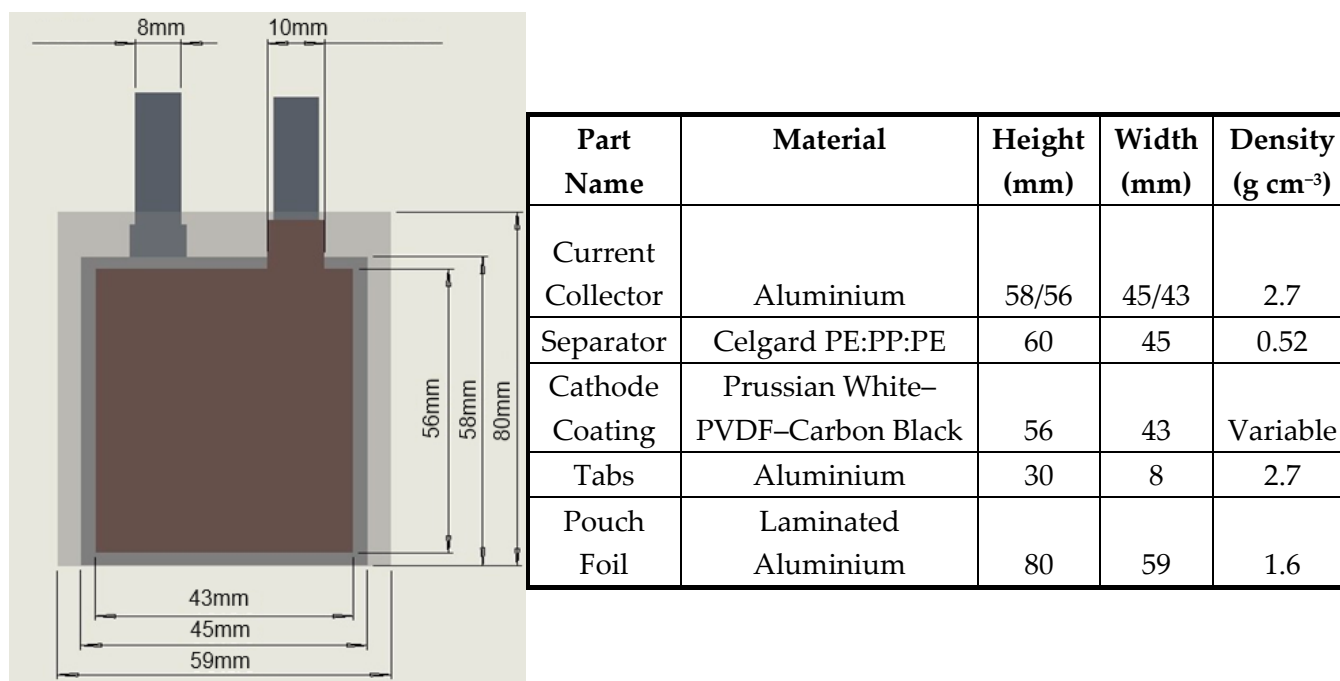 8mm 10mm
56mm
58mm
80mm
43mm
45mm
59mm
Part Material Height Width Density
Name (mm) (mm) (g cm⁻³)
Current
Collector Aluminium 58/56 45/43 2.7
Separator Celgard PE:PP:PE 60 45 0.52
Cathode Prussian White–
Coating PVDF–Carbon Black 56 43 Variable
Tabs Aluminium 30 8 2.7
Pouch Laminated
Foil Aluminium 80 59 1.6